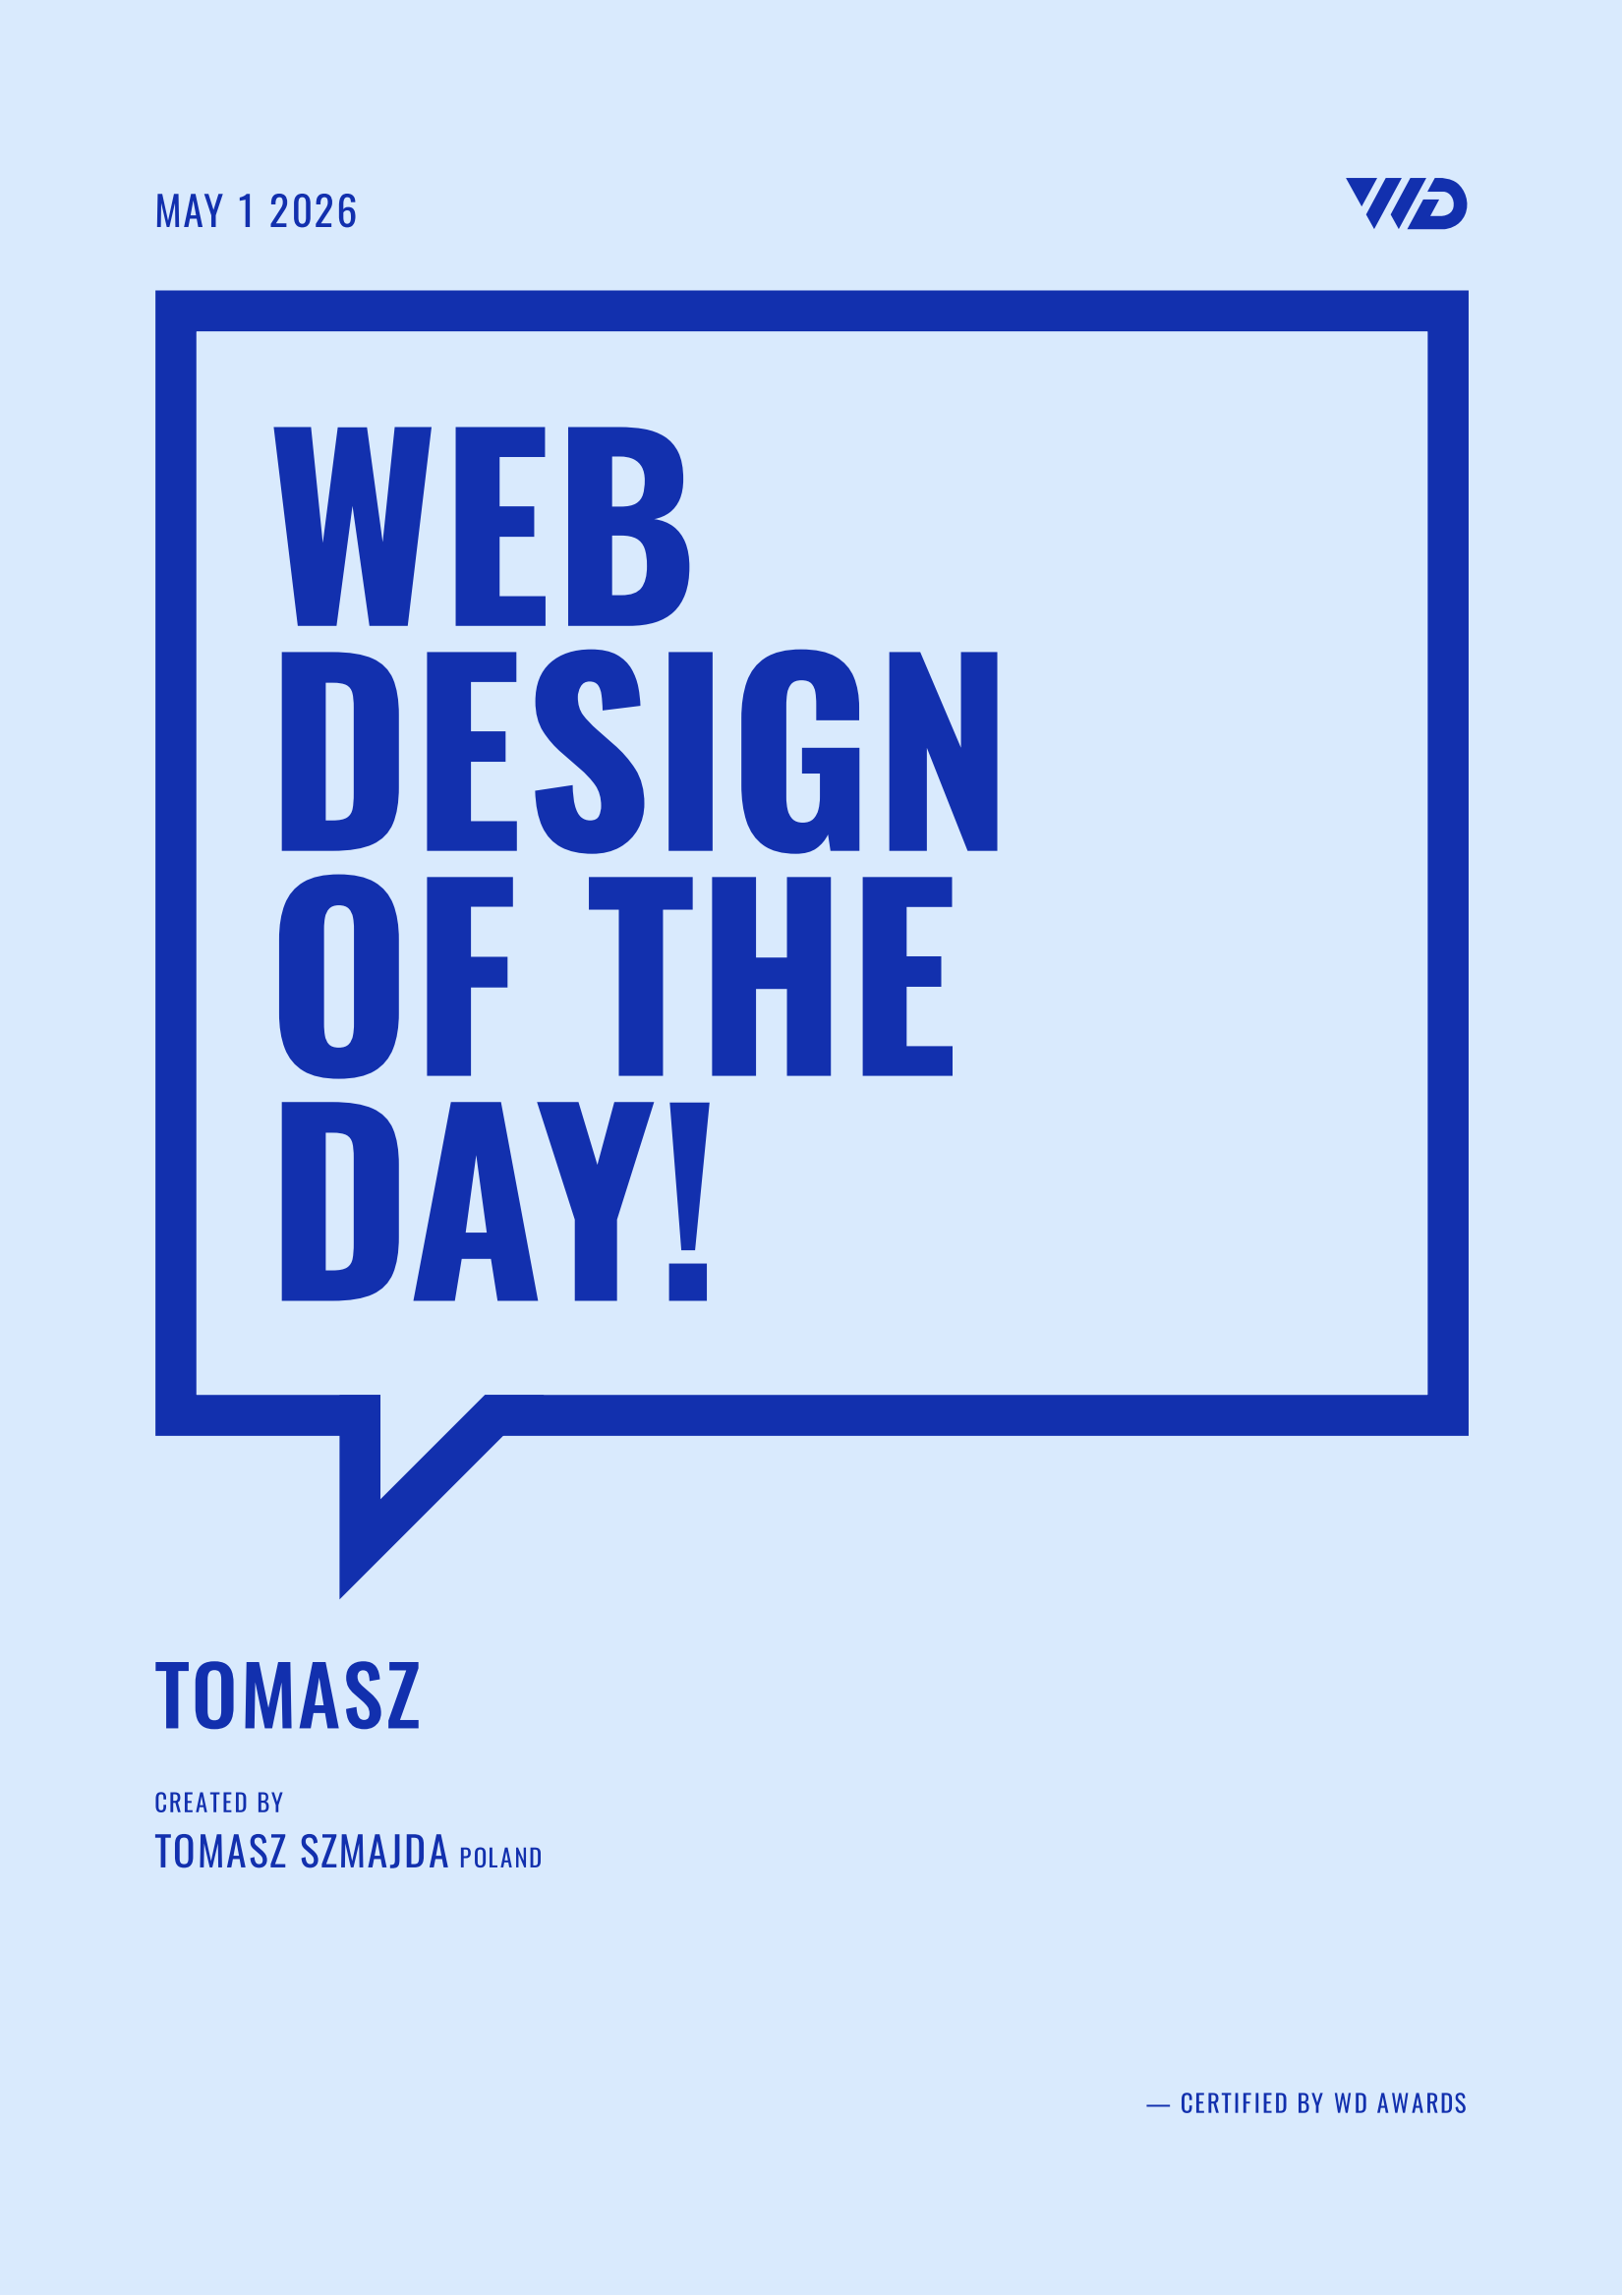 MAY 1 2026
WD
WEB
DESIGN
OF THE
DAY!
TOMASZ
CREATED BY
TOMASZ SZMAJDA POLAND
— CERTIFIED BY WD AWARDS